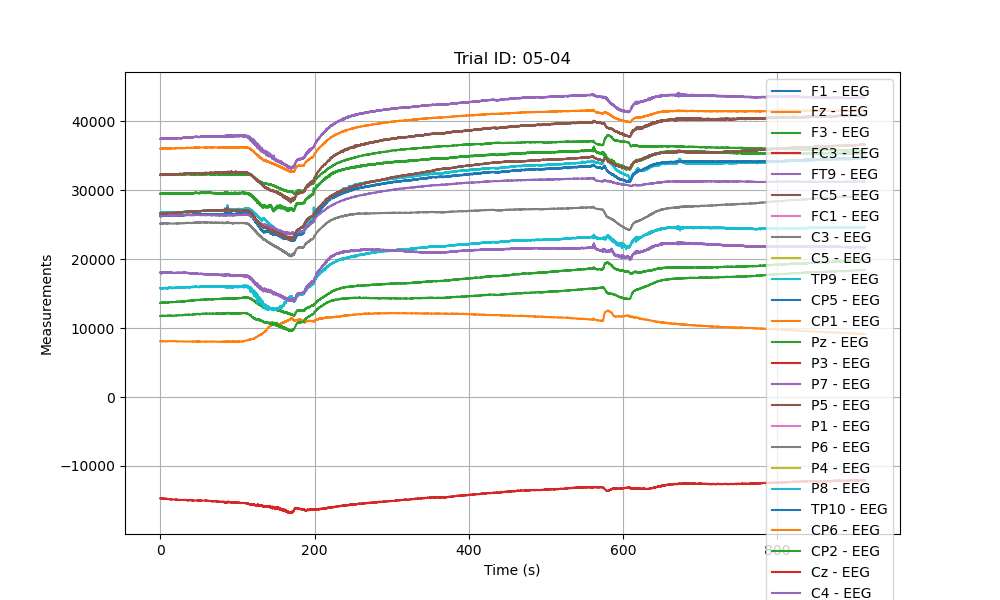 Trial ID: 05-04
Measurements
40000
30000
20000
10000
0
−10000
0
200
400
600
800
Time (s)
F1 - EEG
Fz - EEG
F3 - EEG
FC3 - EEG
FT9 - EEG
FC5 - EEG
FC1 - EEG
C3 - EEG
C5 - EEG
TP9 - EEG
CP5 - EEG
CP1 - EEG
Pz - EEG
P3 - EEG
P7 - EEG
P5 - EEG
P1 - EEG
P6 - EEG
P4 - EEG
P8 - EEG
TP10 - EEG
CP6 - EEG
CP2 - EEG
Cz - EEG
C4 - EEG